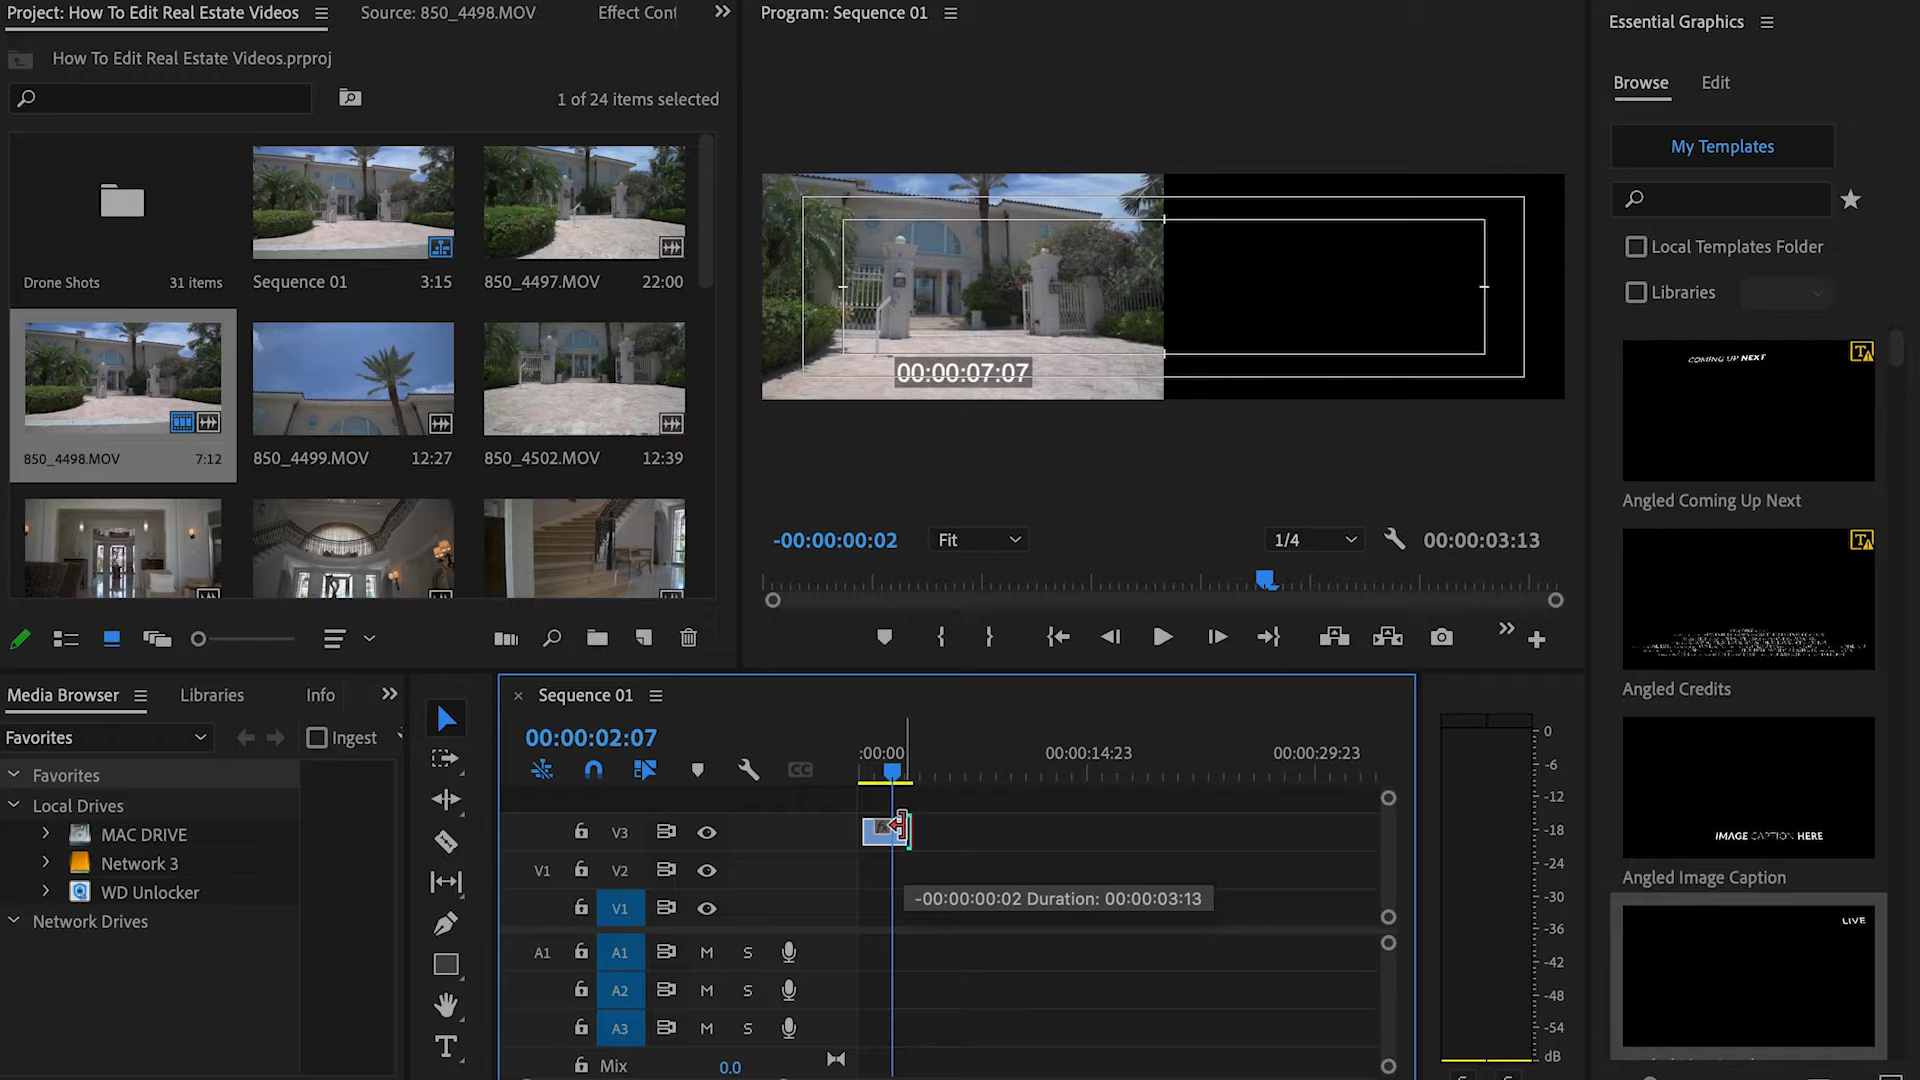 Project: How To Edit Real Estate Videos
Source: 850_4498.MOV
Effect Cont
Program: Sequence 01
Essential Graphics
How To Edit Real Estate Videos.prproj
Browse
Edit
1 of 24 items selected
My Templates
Local Templates Folder
Libraries
Drone Shots
31 items
Sequence 01
3:15
850_4497.MOV
22:00
00:00:07:07
COMING UP NEXT
Angled Coming Up Next
850_4498.MOV
7:12
850_4499.MOV
12:27
850_4502.MOV
12:39
-00:00:00:02
Fit
1/4
00:00:03:13
Angled Credits
Media Browser
Libraries
Info
Sequence 01
Favorites
Ingest
00:00:02:07
:00:00
00:00:14:23
00:00:29:23
CC
Favorites
Local Drives
MAC DRIVE
Network 3
WD Unlocker
Network Drives
V3
fx
V1
V2
V1
-00:00:00:02 Duration: 00:00:03:13
A1
A1
M
S
A2
M
S
A3
M
S
Mix
0.0
0
-6
-12
-18
-24
-30
-36
-42
-48
-54
dB
IMAGE CAPTION HERE
Angled Image Caption
LIVE